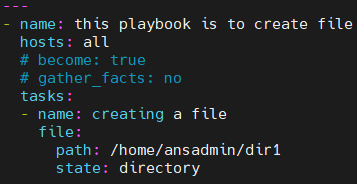 ---
- name: this playbook is to create file
  hosts: all
  # become: true
  # gather_facts: no
  tasks:
  - name: creating a file
    file:
      path: /home/ansadmin/dir1
      state: directory